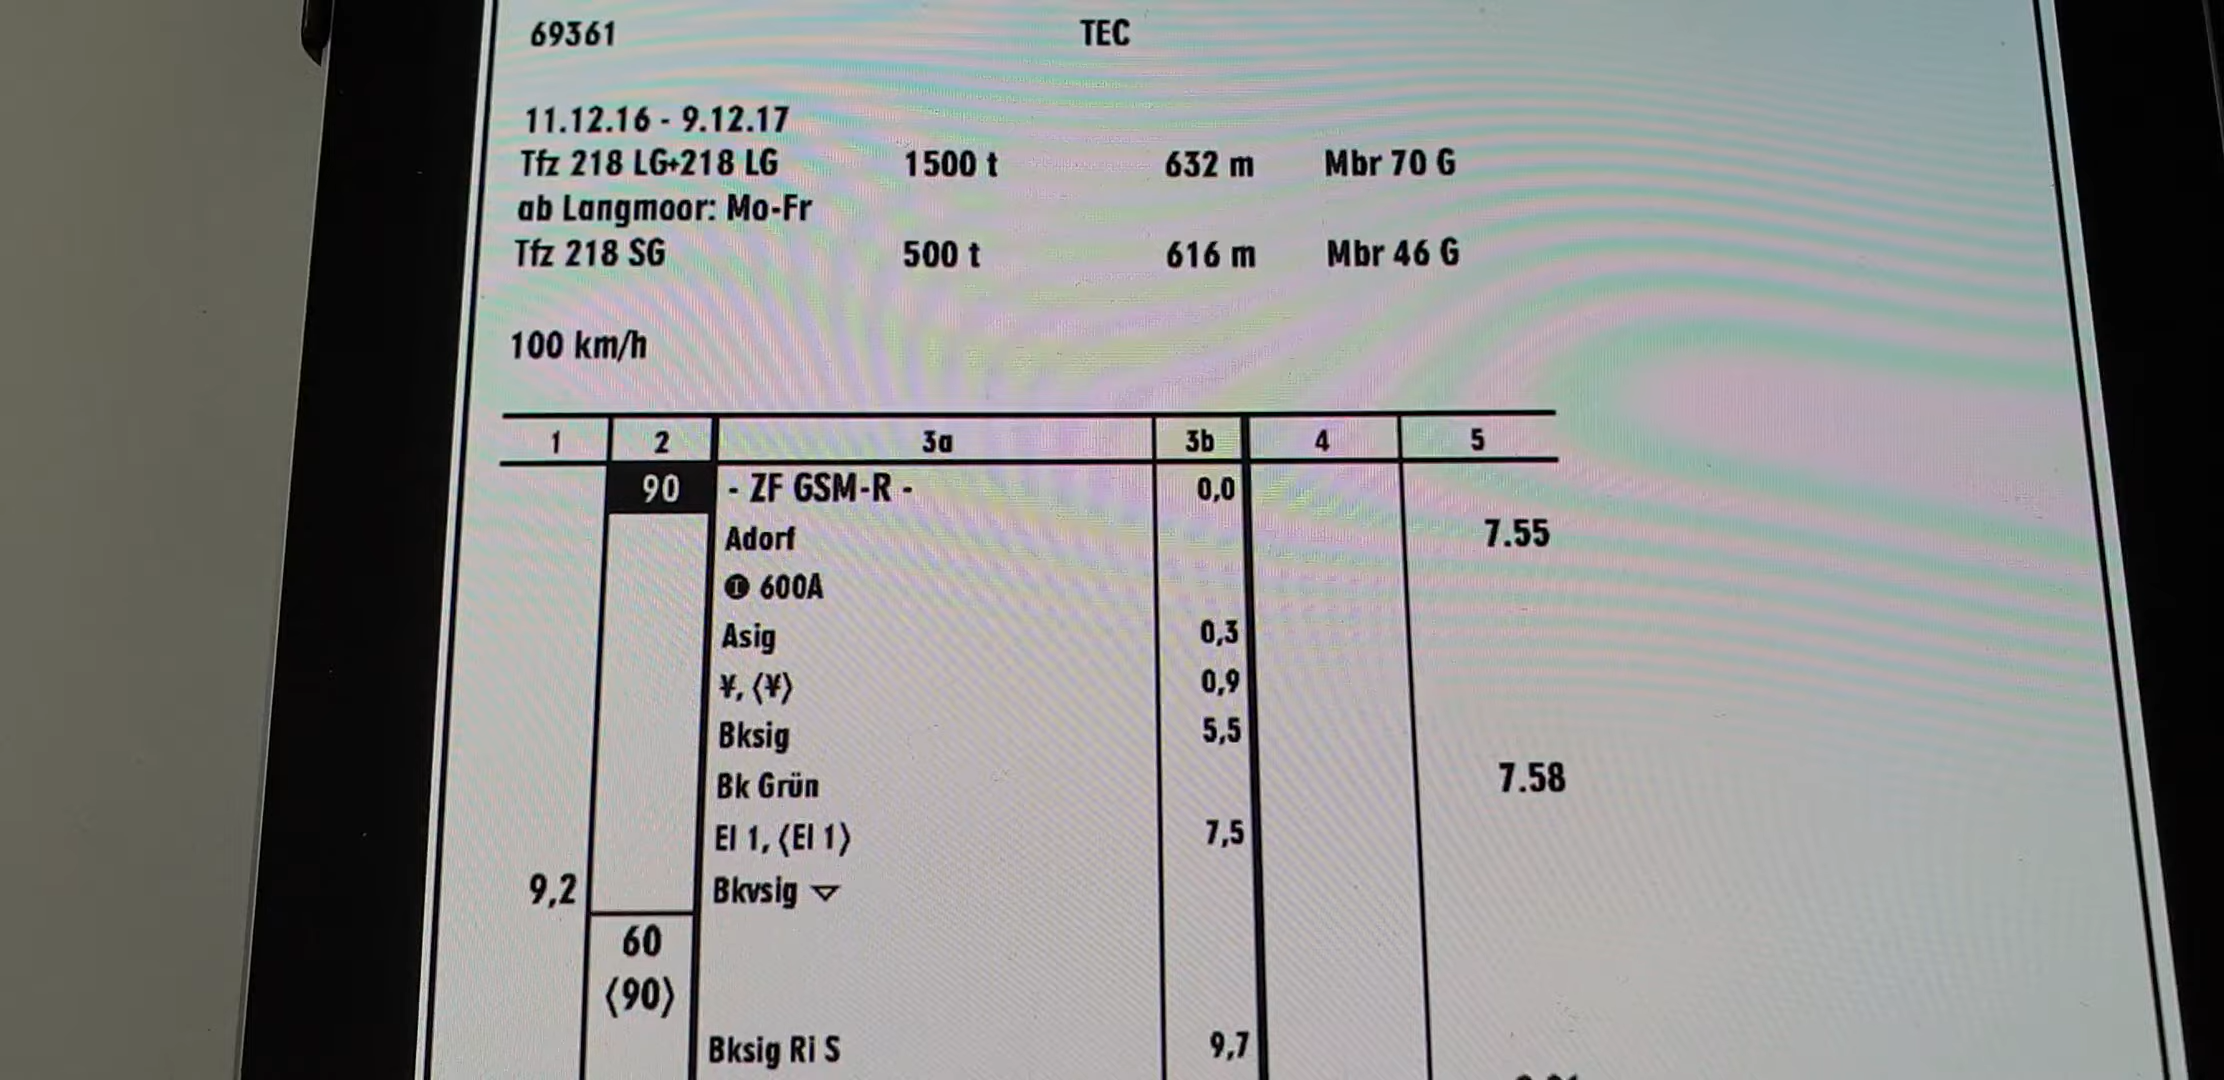 69361 TEC
11.12.16 - 9.12.17
Tfz 218 LG+218 LG 1500 t 632 m Mbr 70 G
ab Langmoor: Mo-Fr
Tfz 218 SG 500 t 616 m Mbr 46 G
100 km/h
1 2 3a 3b 4 5
90 - ZF GSM-R - 0,0
Adorf 7.55
❶ 600A
Asig 0,3
¥, ⟨¥⟩ 0,9
Bksig 5,5
Bk Grün 7.58
El 1, ⟨El 1⟩ 7,5
9,2 Bkvsig ▽
60
⟨90⟩
Bksig Ri S 9,7